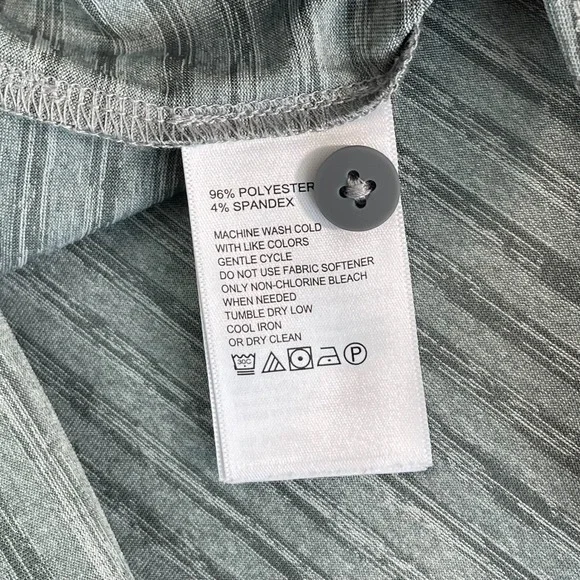 96% POLYESTER
4% SPANDEX
MACHINE WASH COLD
WITH LIKE COLORS
GENTLE CYCLE
DO NOT USE FABRIC SOFTENER
ONLY NON-CHLORINE BLEACH
WHEN NEEDED
TUMBLE DRY LOW
COOL IRON
OR DRY CLEAN
30C P